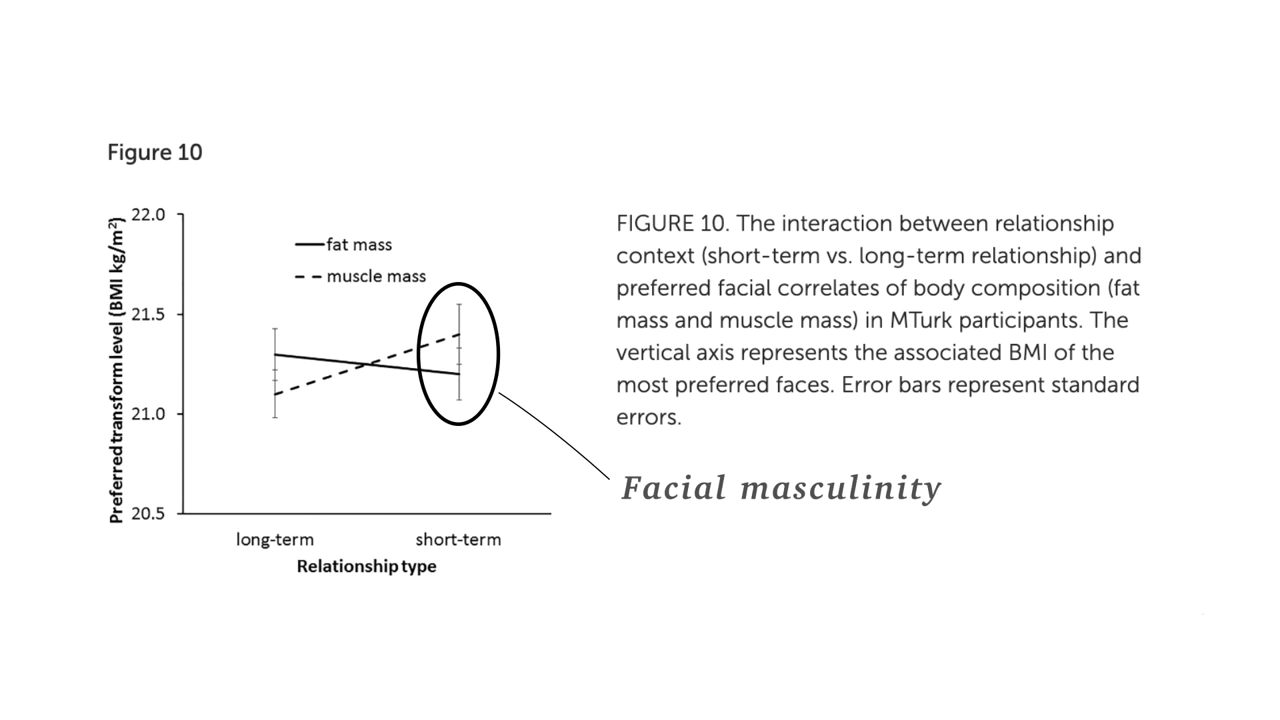 Figure 10
Preferred transform level (BMI kg/m²)
22.0
21.5
21.0
20.5
fat mass
muscle mass
long-term
short-term
Relationship type
FIGURE 10. The interaction between relationship
context (short-term vs. long-term relationship) and
preferred facial correlates of body composition (fat
mass and muscle mass) in MTurk participants. The
vertical axis represents the associated BMI of the
most preferred faces. Error bars represent standard
errors.
Facial masculinity